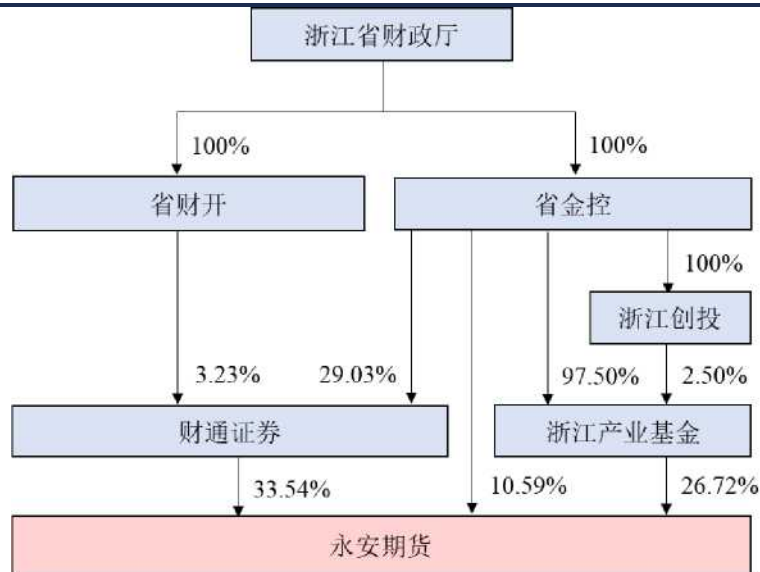 浙江省财政厅
100%
100%
省财开
省金控
100%
浙江创投
3.23%
29.03%
97.50%
2.50%
财通证券
浙江产业基金
33.54%
10.59%
26.72%
永安期货